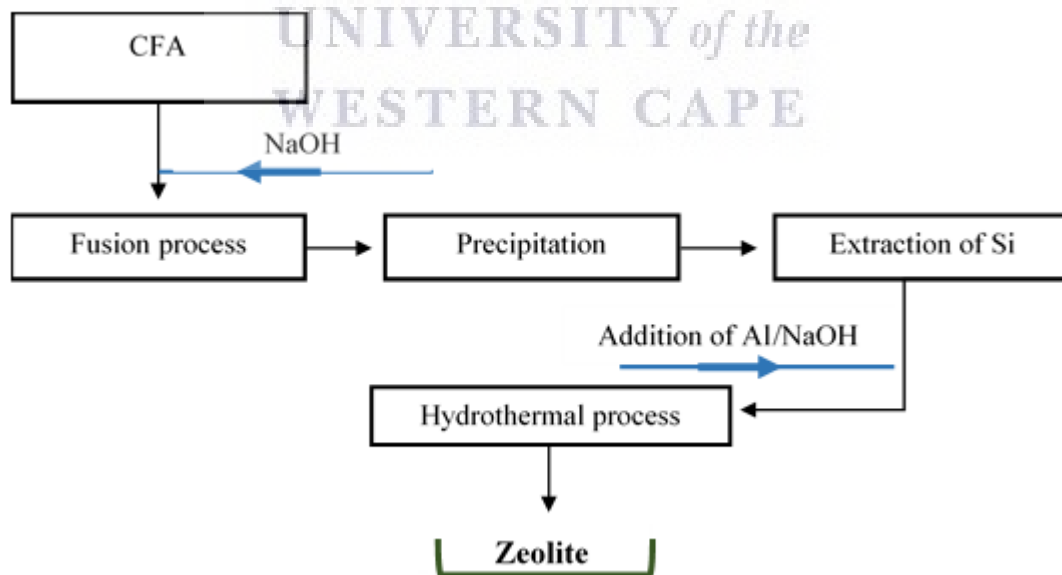 UNIVERSITY of the
WESTERN CAPE
CFA
NaOH
Fusion process
Precipitation
Extraction of Si
Addition of Al/NaOH
Hydrothermal process
Zeolite